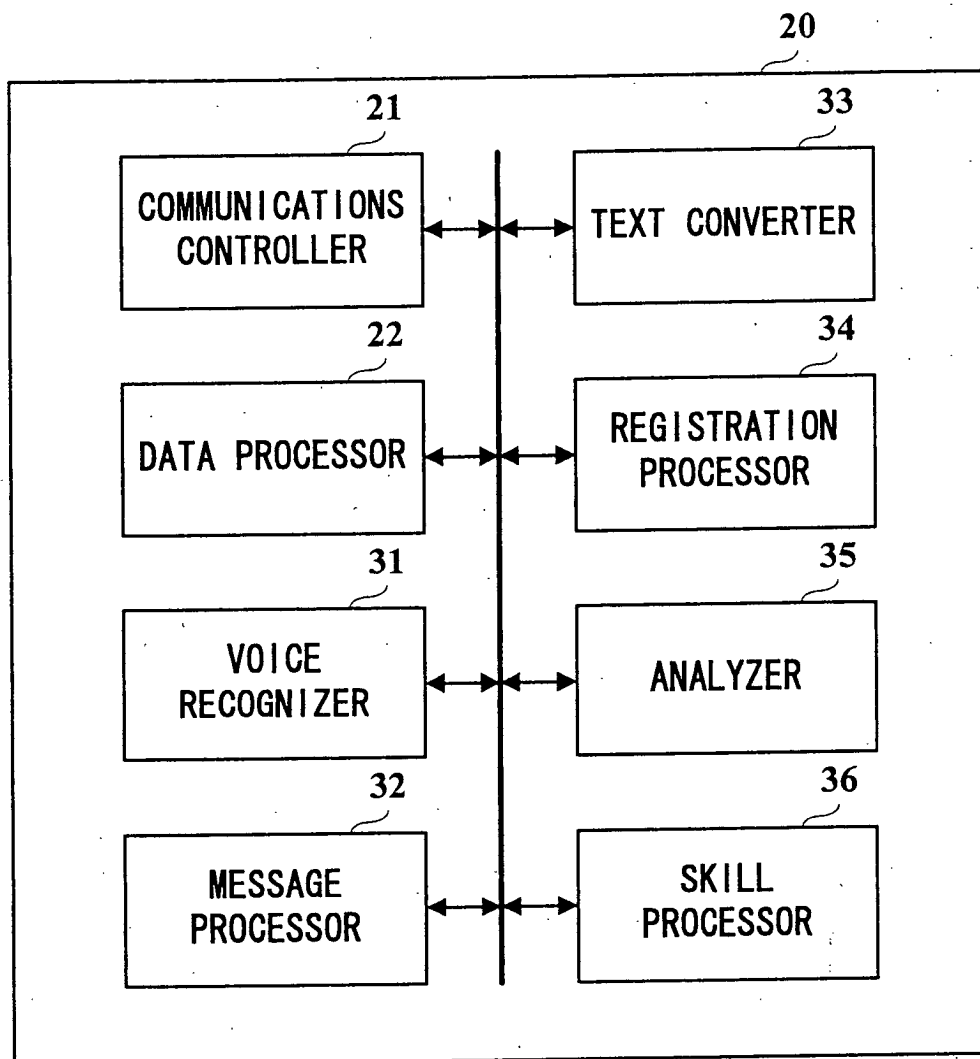 20
21
COMMUNICATIONS
CONTROLLER
33
TEXT CONVERTER
22
DATA PROCESSOR
34
REGISTRATION
PROCESSOR
31
VOICE
RECOGNIZER
35
ANALYZER
32
MESSAGE
PROCESSOR
36
SKILL
PROCESSOR